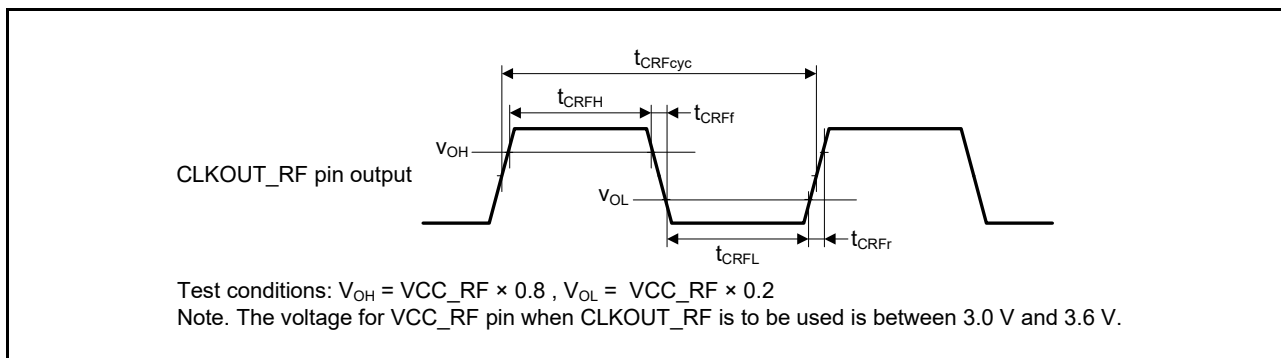 tCRFcyc
tCRFH
tCRFf
VOH
CLKOUT_RF pin output
VOL
tCRFL
tCRFr
Test conditions: VOH = VCC_RF × 0.8 , VOL = VCC_RF × 0.2
Note. The voltage for VCC_RF pin when CLKOUT_RF is to be used is between 3.0 V and 3.6 V.